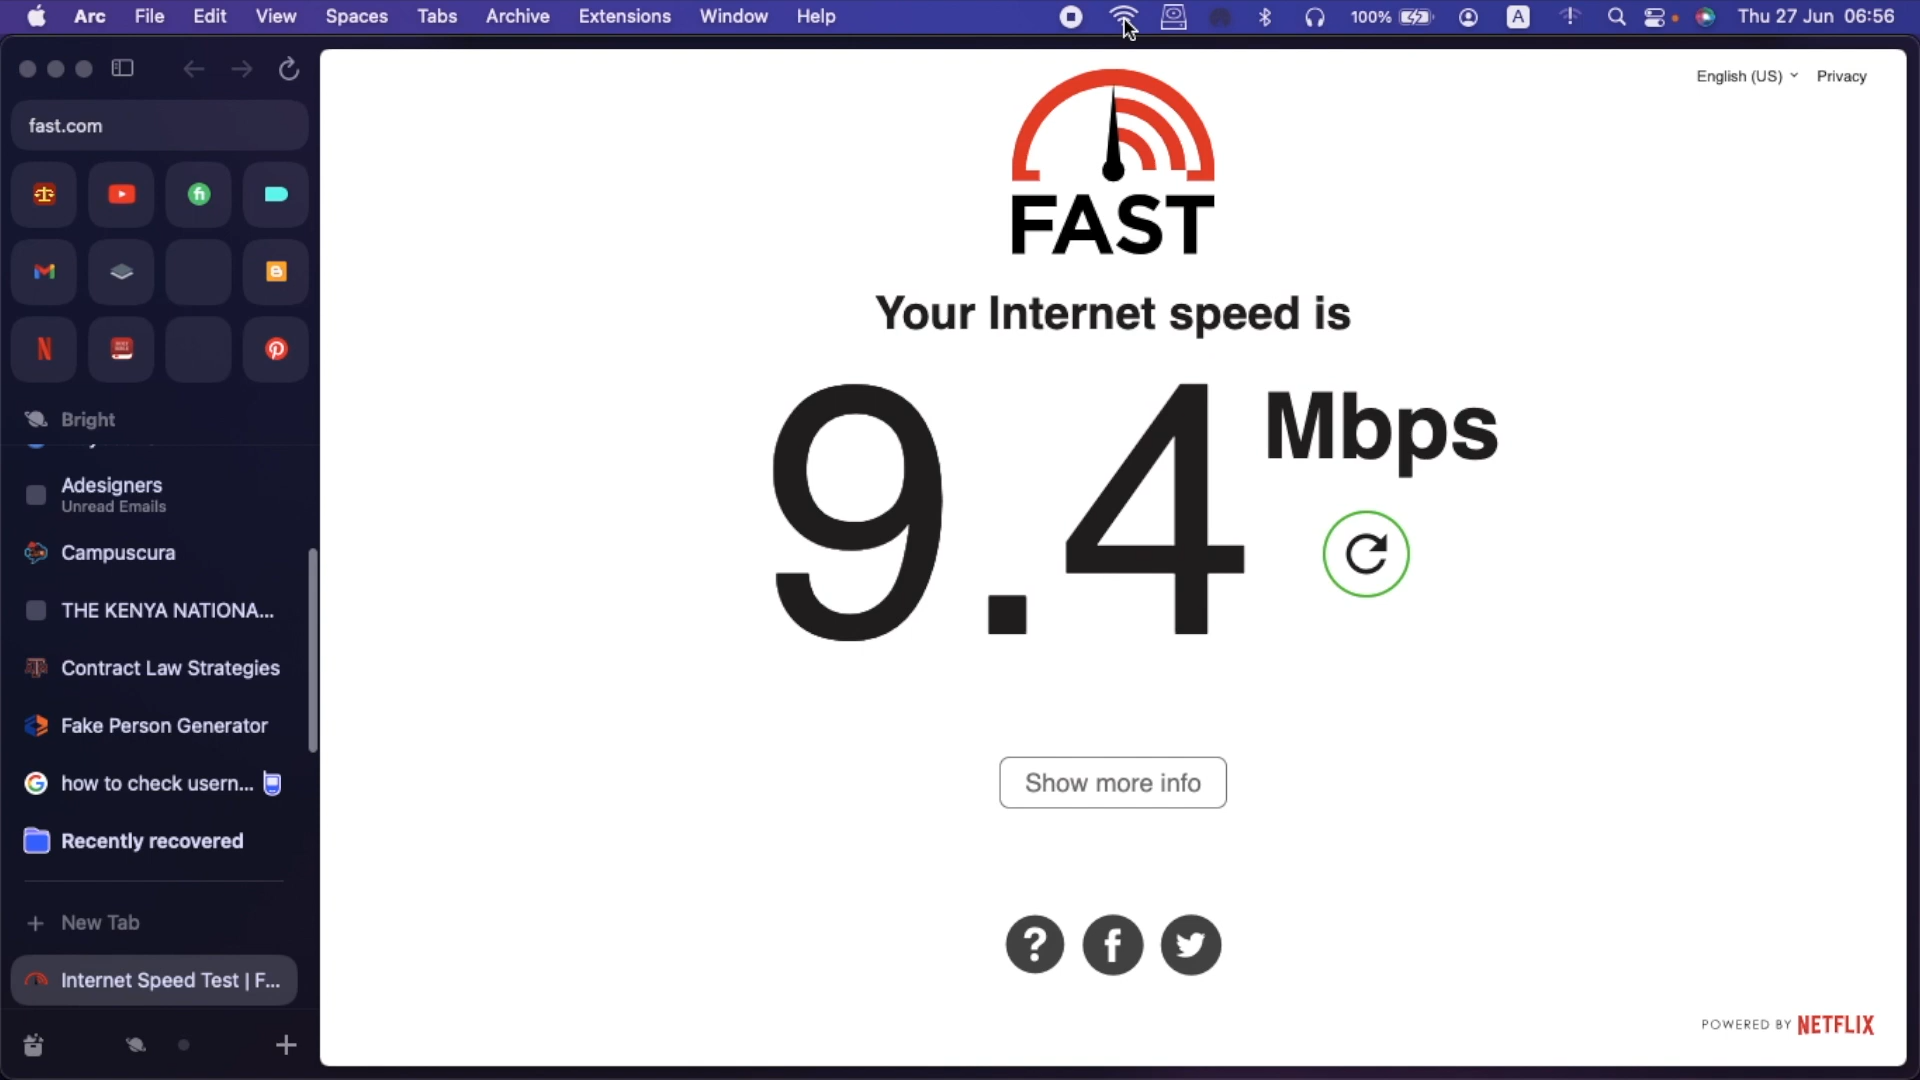 Arc File Edit View Spaces Tabs Archive Extensions Window Help 100% A Thu 27 Jun 06:56
fast.com
Bright
Adesigners
Unread Emails
Campuscura
THE KENYA NATIONA...
Contract Law Strategies
Fake Person Generator
how to check usern...
Recently recovered
+ New Tab
Internet Speed Test | F...
English (US) Privacy
FAST
Your Internet speed is
9.4 Mbps
Show more info
POWERED BY NETFLIX